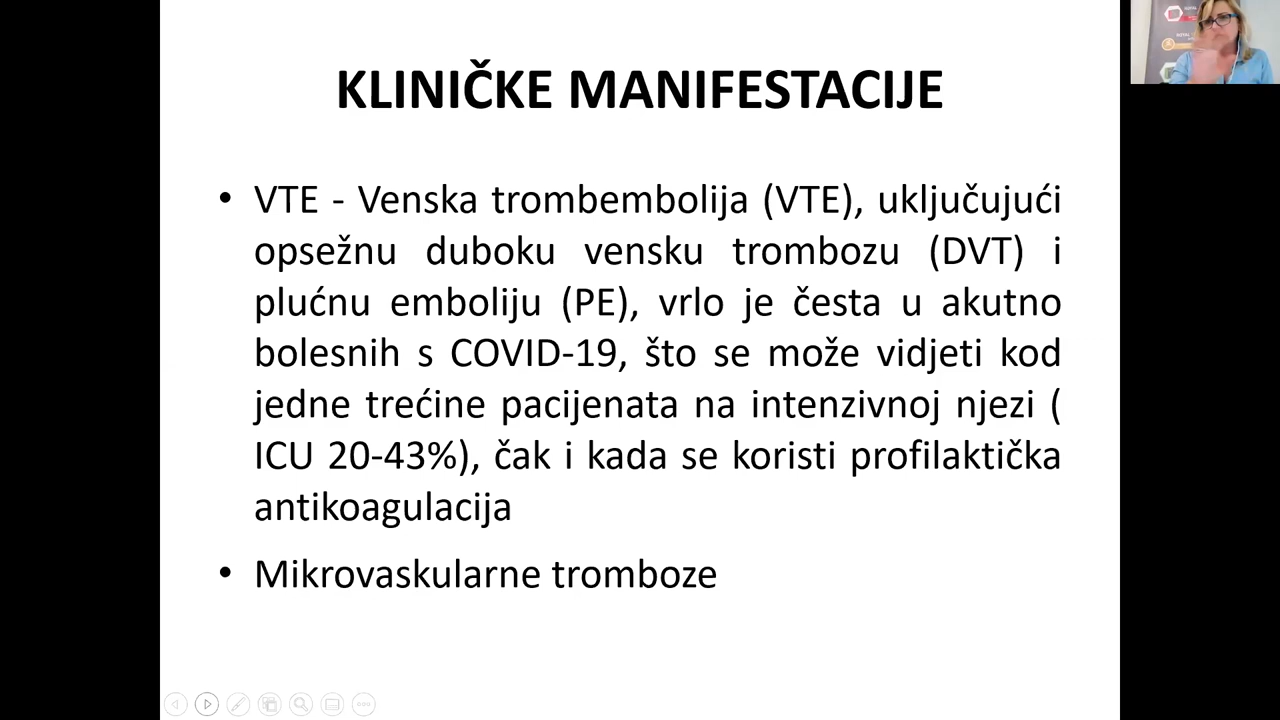 KLINIČKE MANIFESTACIJE
• VTE - Venska trombembolija (VTE), uključujući
opsežnu duboku vensku trombozu (DVT) i
plućnu emboliju (PE), vrlo je česta u akutno
bolesnih s COVID-19, što se može vidjeti kod
jedne trećine pacijenata na intenzivnoj njezi (
ICU 20-43%), čak i kada se koristi profilaktička
antikoagulacija
• Mikrovaskularne tromboze